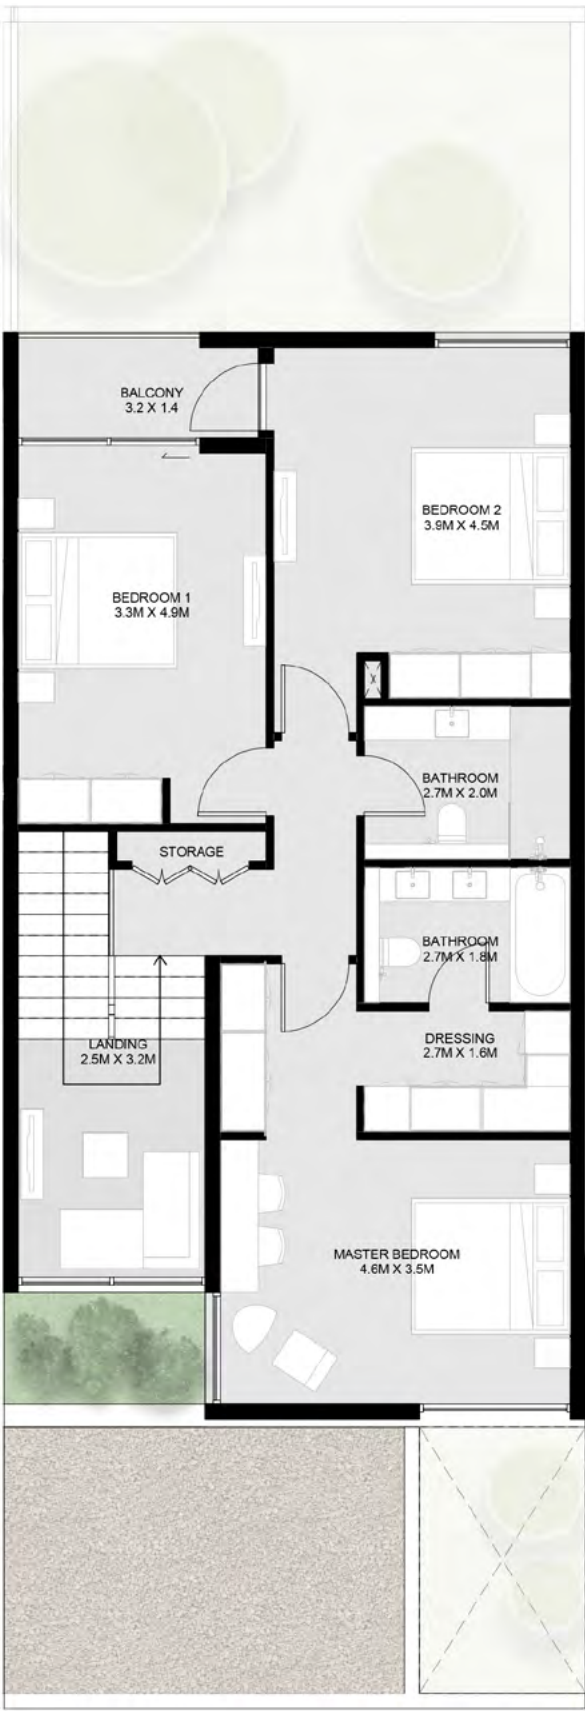 BALCONY
3.2 X 1.4
BEDROOM 2
3.9M X 4.5M
BEDROOM 1
3.3M X 4.9M
X
BATHROOM
2.7M X 2.0M
STORAGE
BATHROOM
2.7M X 1.8M
DRESSING
2.7M X 1.6M
LANDING
2.5M X 3.2M
MASTER BEDROOM
4.6M X 3.5M